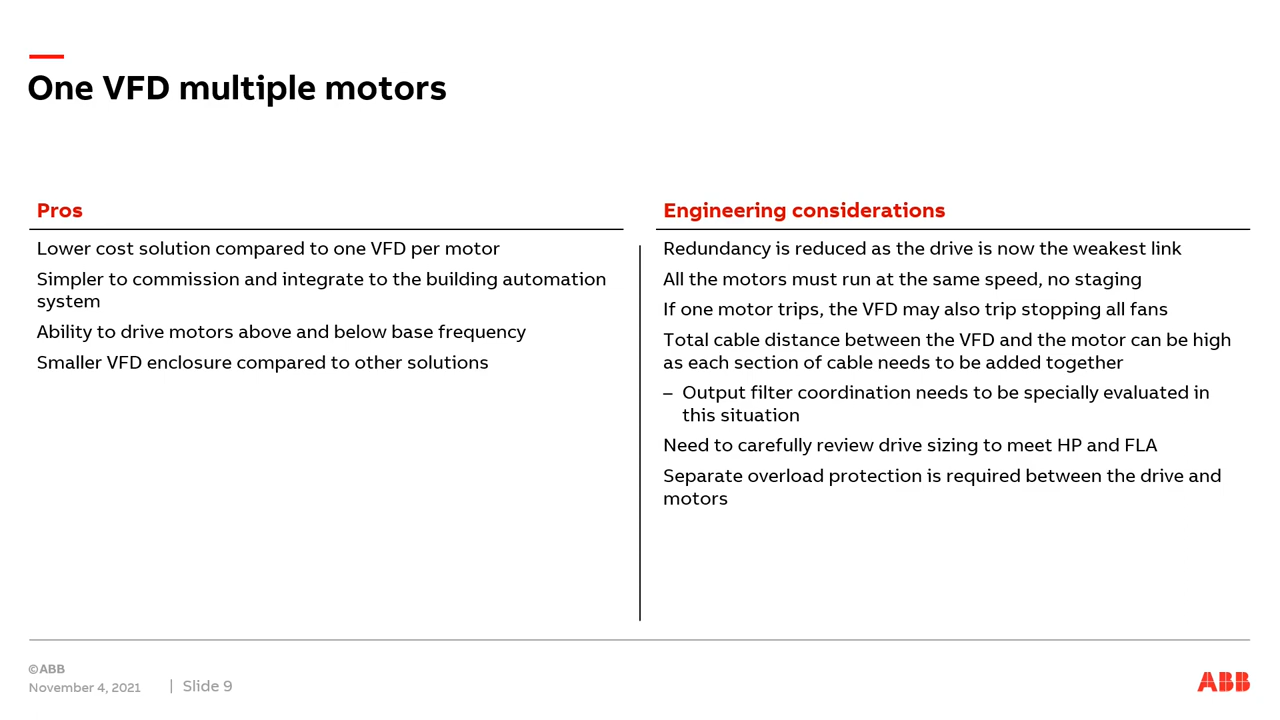 One VFD multiple motors
Pros
Lower cost solution compared to one VFD per motor
Simpler to commission and integrate to the building automation
system
Ability to drive motors above and below base frequency
Smaller VFD enclosure compared to other solutions
Engineering considerations
Redundancy is reduced as the drive is now the weakest link
All the motors must run at the same speed, no staging
If one motor trips, the VFD may also trip stopping all fans
Total cable distance between the VFD and the motor can be high
as each section of cable needs to be added together
– Output filter coordination needs to be specially evaluated in
this situation
Need to carefully review drive sizing to meet HP and FLA
Separate overload protection is required between the drive and
motors
©ABB
November 4, 2021 | Slide 9
ABB